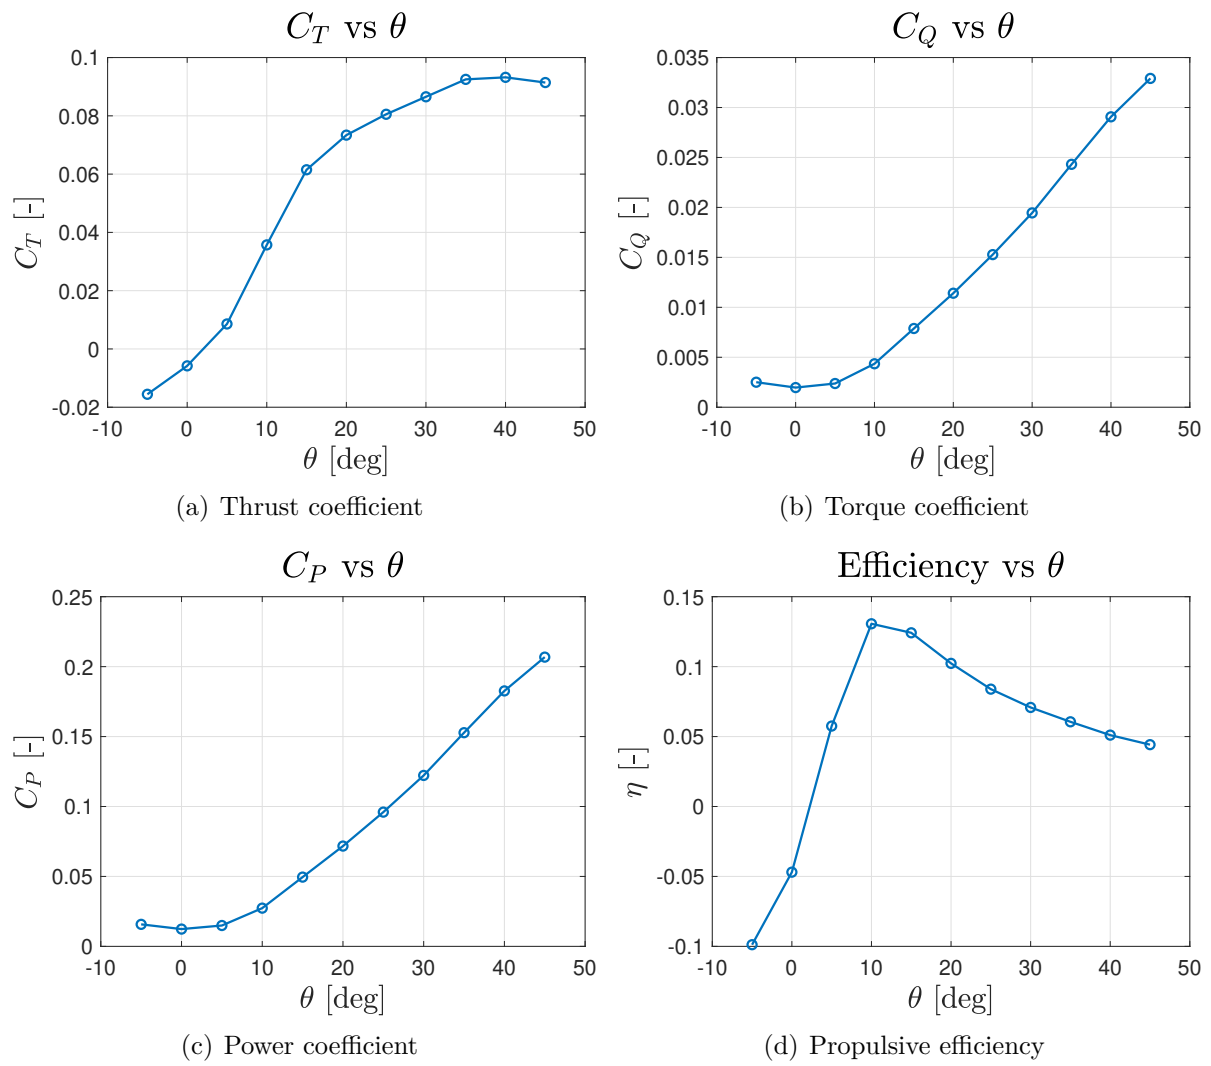 C_T vs θ
C_T [-]
0.1
0.08
0.06
0.04
0.02
0
-0.02
-10 0 10 20 30 40 50
θ [deg]
(a) Thrust coefficient
C_Q vs θ
C_Q [-]
0.035
0.03
0.025
0.02
0.015
0.01
0.005
0
-10 0 10 20 30 40 50
θ [deg]
(b) Torque coefficient
C_P vs θ
C_P [-]
0.25
0.2
0.15
0.1
0.05
0
-10 0 10 20 30 40 50
θ [deg]
(c) Power coefficient
Efficiency vs θ
η [-]
0.15
0.1
0.05
0
-0.05
-0.1
-10 0 10 20 30 40 50
θ [deg]
(d) Propulsive efficiency